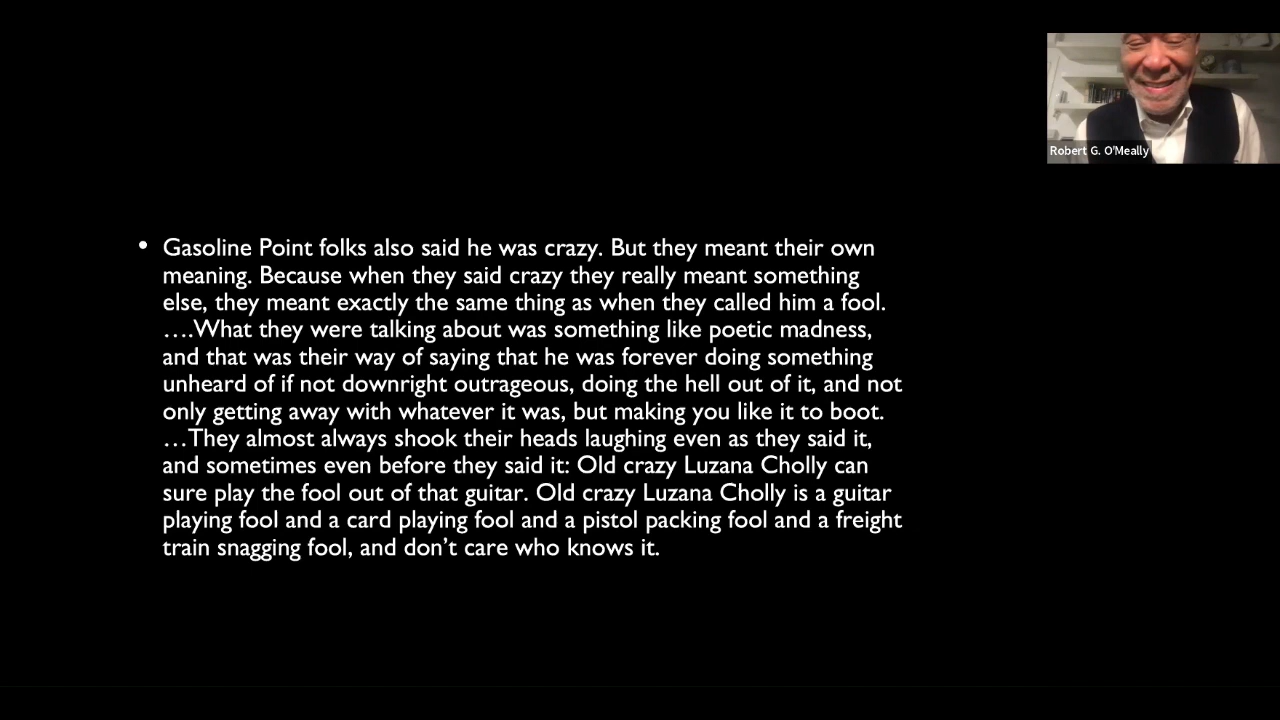 Robert G. O'Meally
• Gasoline Point folks also said he was crazy. But they meant their own
meaning. Because when they said crazy they really meant something
else, they meant exactly the same thing as when they called him a fool.
….What they were talking about was something like poetic madness,
and that was their way of saying that he was forever doing something
unheard of if not downright outrageous, doing the hell out of it, and not
only getting away with whatever it was, but making you like it to boot.
…They almost always shook their heads laughing even as they said it,
and sometimes even before they said it: Old crazy Luzana Cholly can
sure play the fool out of that guitar. Old crazy Luzana Cholly is a guitar
playing fool and a card playing fool and a pistol packing fool and a freight
train snagging fool, and don’t care who knows it.